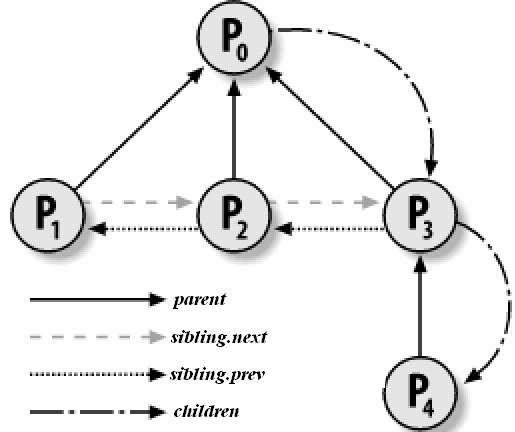 P0
P1 P2 P3
parent
sibling.next
sibling.prev
children
P4